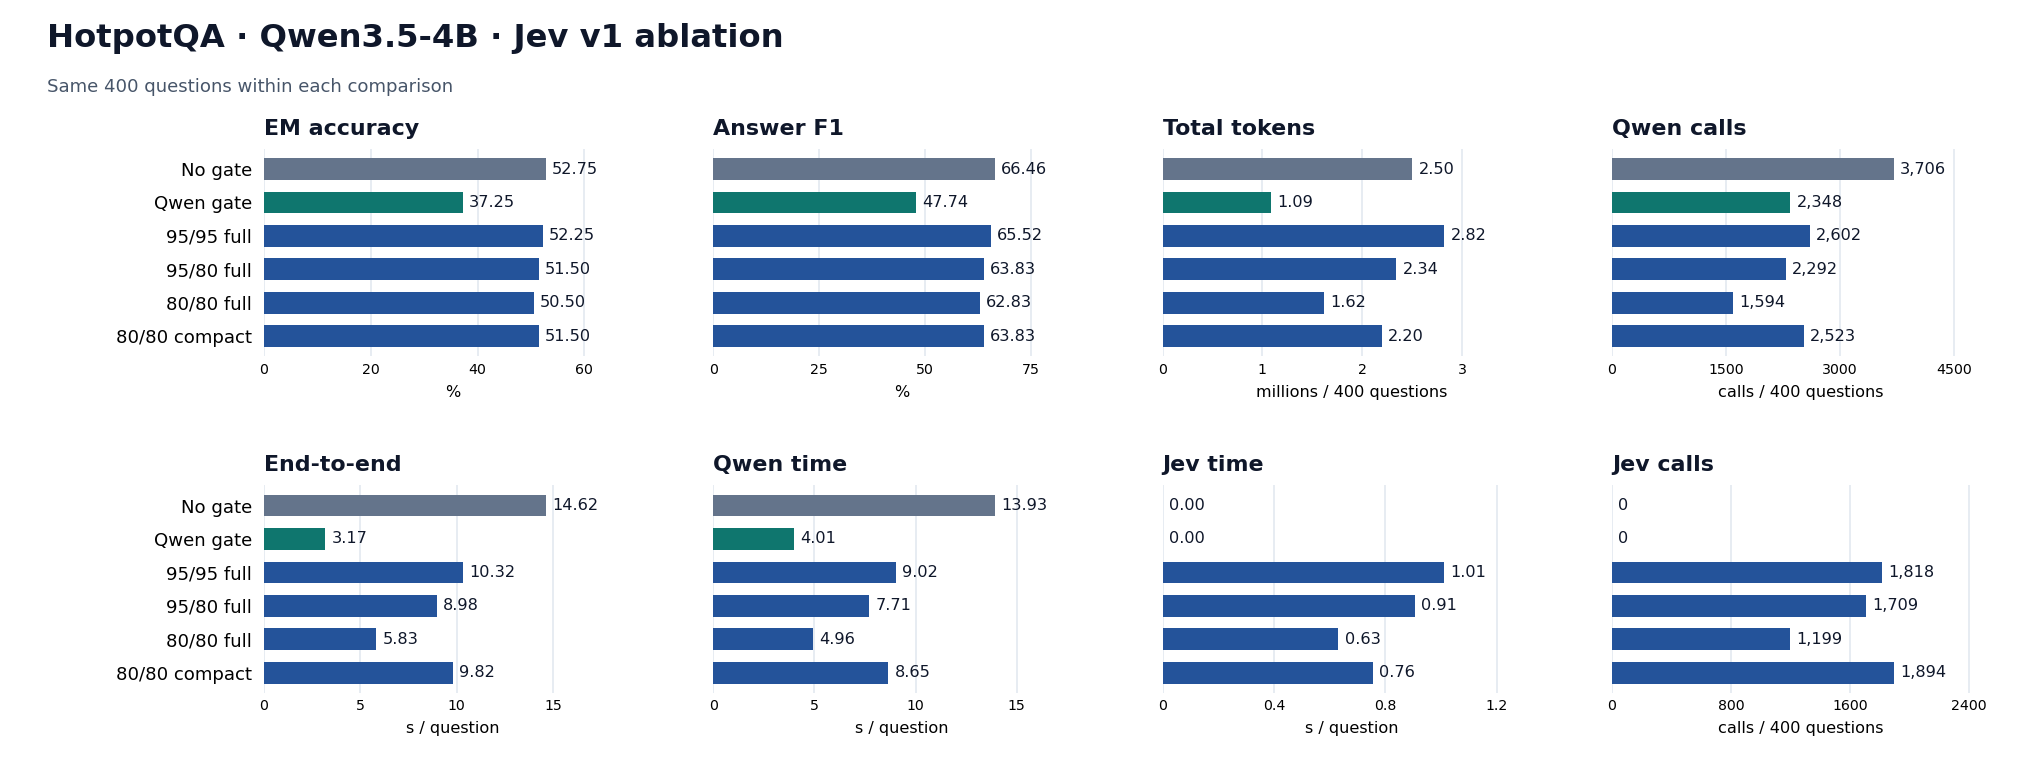 HotpotQA · Qwen3.5-4B · Jev v1 ablation
Same 400 questions within each comparison
EM accuracy
No gate 52.75
Qwen gate 37.25
95/95 full 52.25
95/80 full 51.50
80/80 full 50.50
80/80 compact 51.50
0 20 40 60
%
Answer F1
66.46
47.74
65.52
63.83
62.83
63.83
0 25 50 75
%
Total tokens
2.50
1.09
2.82
2.34
1.62
2.20
0 1 2 3
millions / 400 questions
Qwen calls
3,706
2,348
2,602
2,292
1,594
2,523
0 1500 3000 4500
calls / 400 questions
End-to-end
No gate 14.62
Qwen gate 3.17
95/95 full 10.32
95/80 full 8.98
80/80 full 5.83
80/80 compact 9.82
0 5 10 15
s / question
Qwen time
13.93
4.01
9.02
7.71
4.96
8.65
0 5 10 15
s / question
Jev time
0.00
0.00
1.01
0.91
0.63
0.76
0 0.4 0.8 1.2
s / question
Jev calls
0
0
1,818
1,709
1,199
1,894
0 800 1600 2400
calls / 400 questions